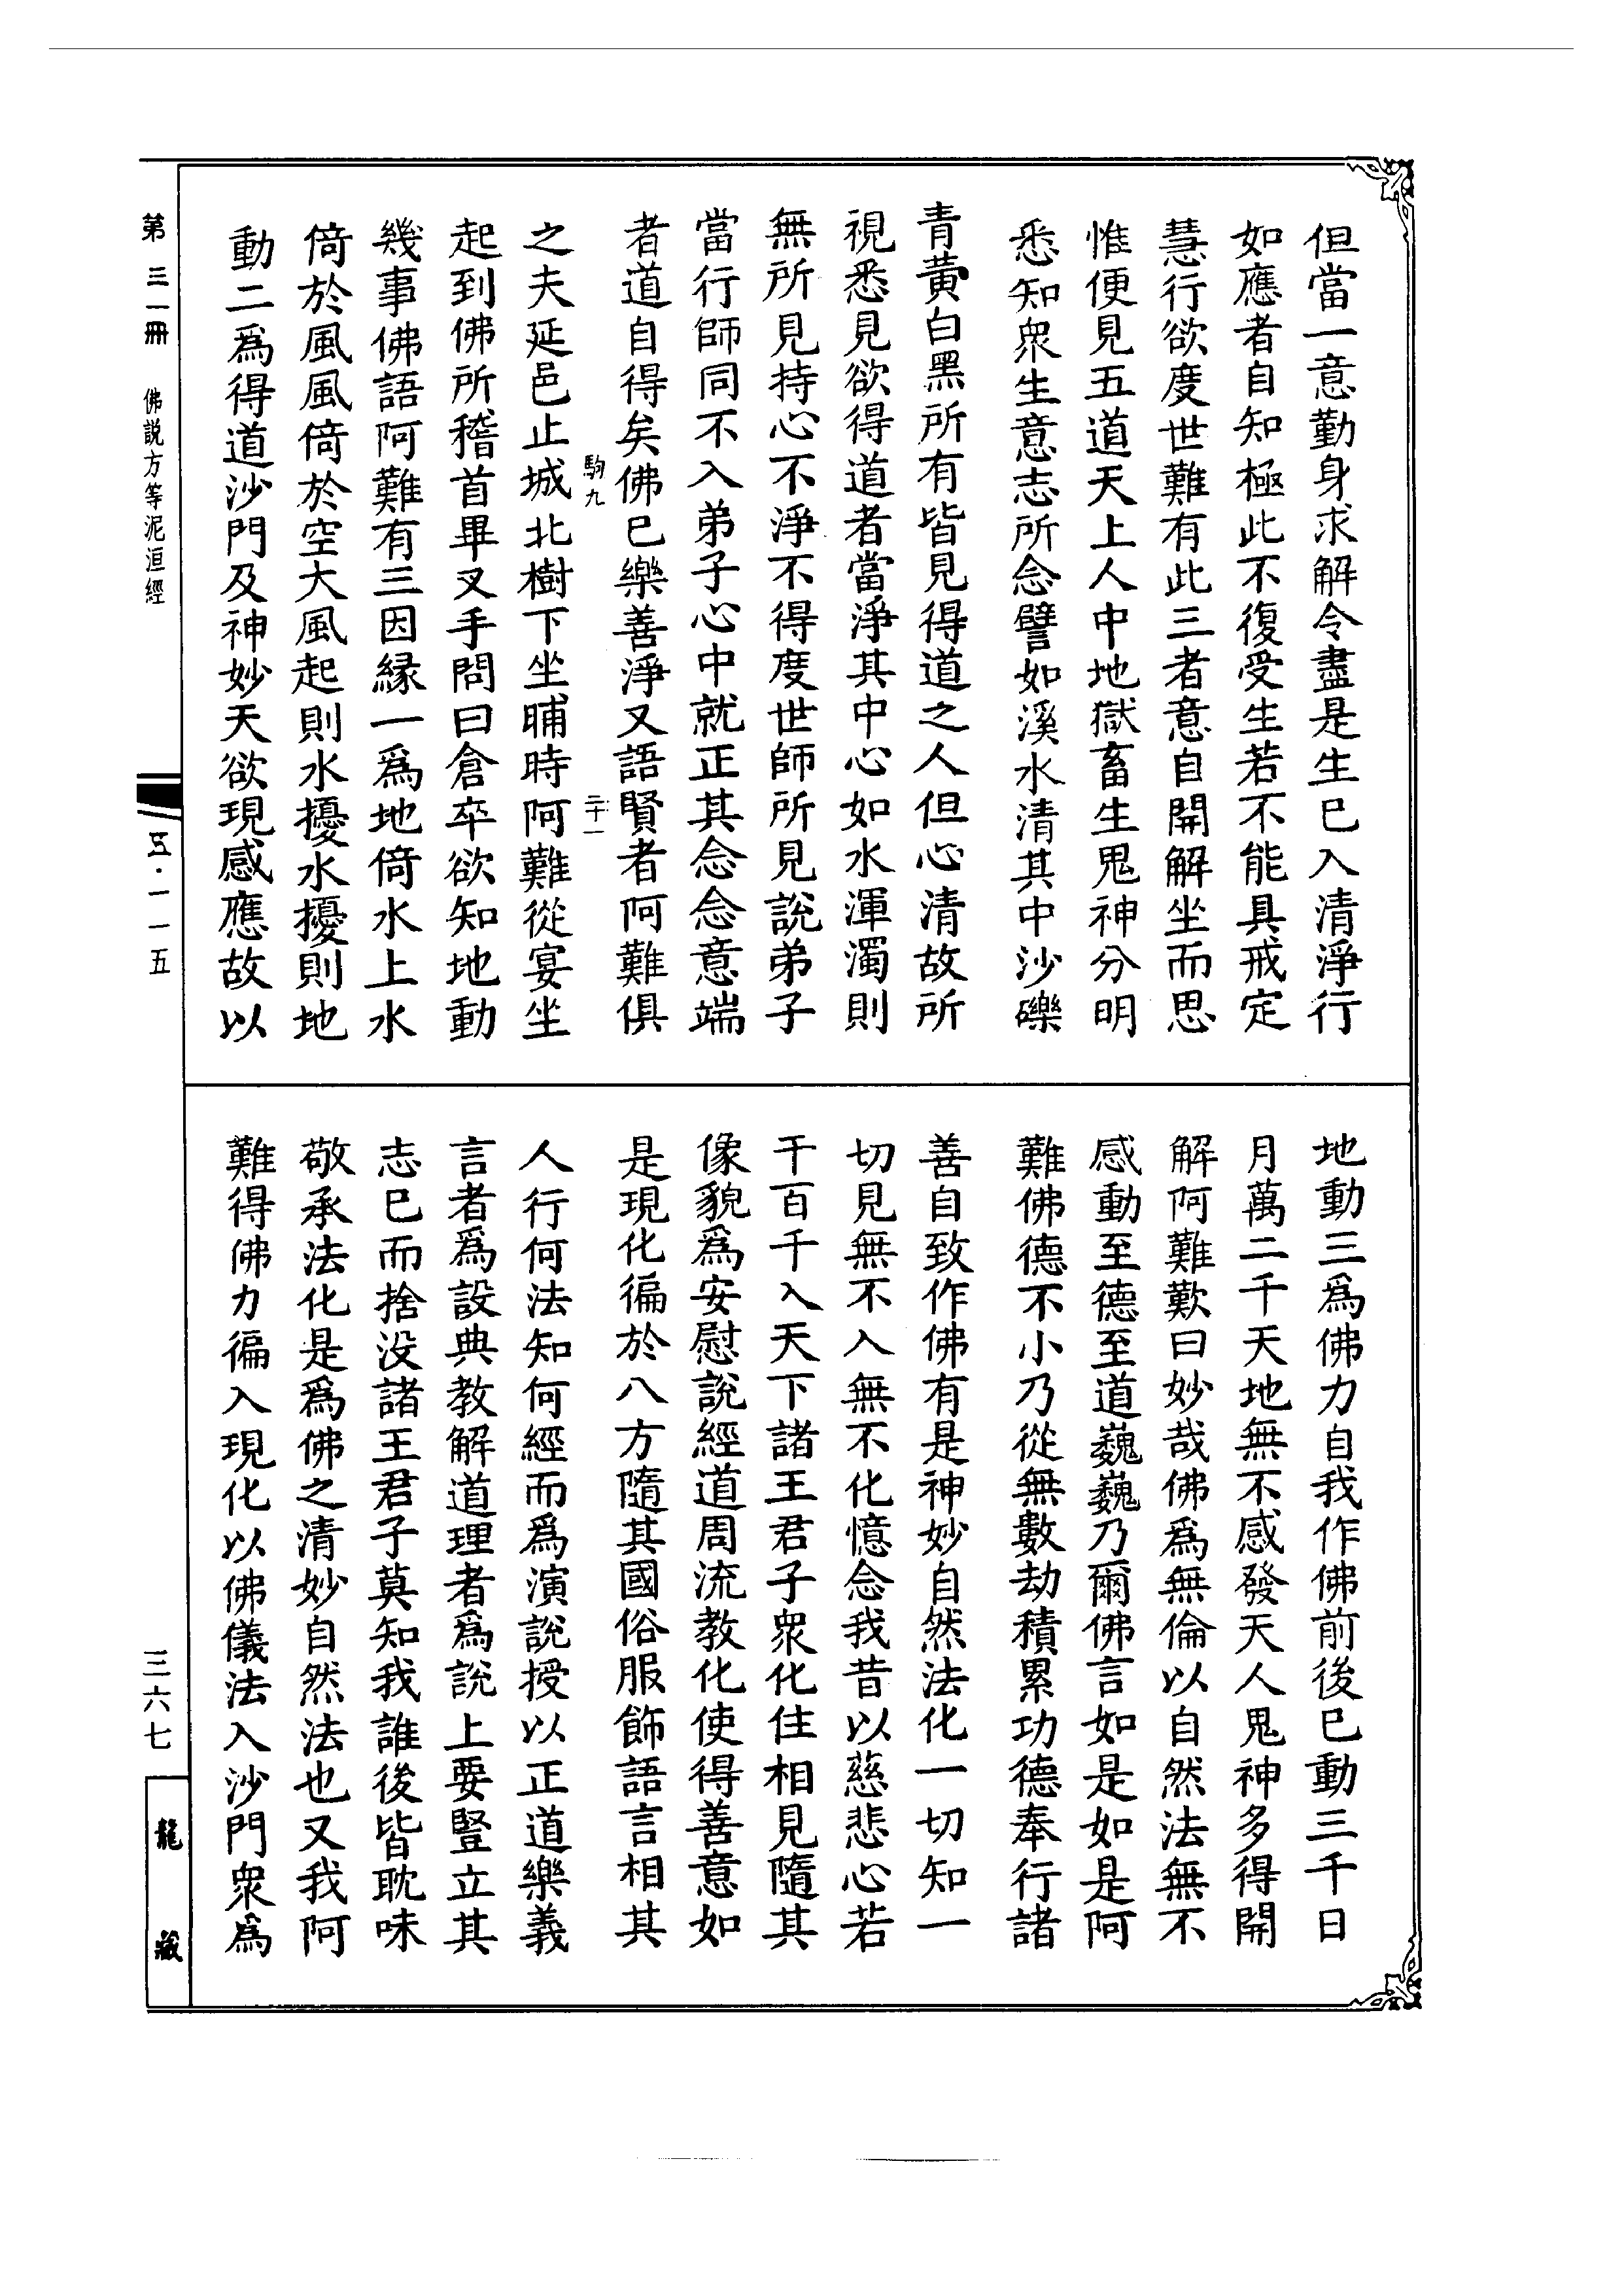 但當一意勤身求解令盡是生已入清淨行
如應者自知極此不復受生若不能具戒定
慧行欲度世難有此三者意自開解坐而思
惟便見五道天上人中地獄畜生鬼神分明
悉知衆生意志所念譬如溪水清其中沙礫
青黃白黑所有皆見得道之人但心清故所
視悉見欲得道者當淨其中心如水渾濁則
無所見持心不淨不得度世師所見說弟子
當行師同不入弟子心中就正其念念意端
者道自得矣佛已樂善淨又語賢者阿難俱
駒九 二十一
之夫延邑止城北樹下坐晡時阿難從宴坐
起到佛所稽首畢叉手問曰倉卒欲知地動
幾事佛語阿難有三因緣一爲地倚水上水
倚於風風倚於空大風起則水擾水擾則地
動二爲得道沙門及神妙天欲現感應故以
地動三爲佛力自我作佛前後已動三千日
月萬二千天地無不感發天人鬼神多得開
解阿難歎曰妙哉佛爲無倫以自然法無不
感動至德至道巍巍乃爾佛言如是如是阿
難佛德不小乃從無數劫積累功德奉行諸
善自致作佛有是神妙自然法化一切知一
切見無不入無不化憶念我昔以慈悲心若
干百千入天下諸王君子衆化住相見隨其
像貌爲安慰說經道周流教化使得善意如
是現化徧於八方隨其國俗服飾語言相其
人行何法知何經而爲演說授以正道樂義
言者爲設典教解道理者爲說上要豎立其
志已而捨没諸王君子莫知我誰後皆耽味
敬承法化是爲佛之清妙自然法也又我阿
難得佛力徧入現化以佛儀法入沙門衆爲
第三一冊 佛説方等泥洹經
五·一一五
三六七
龍藏